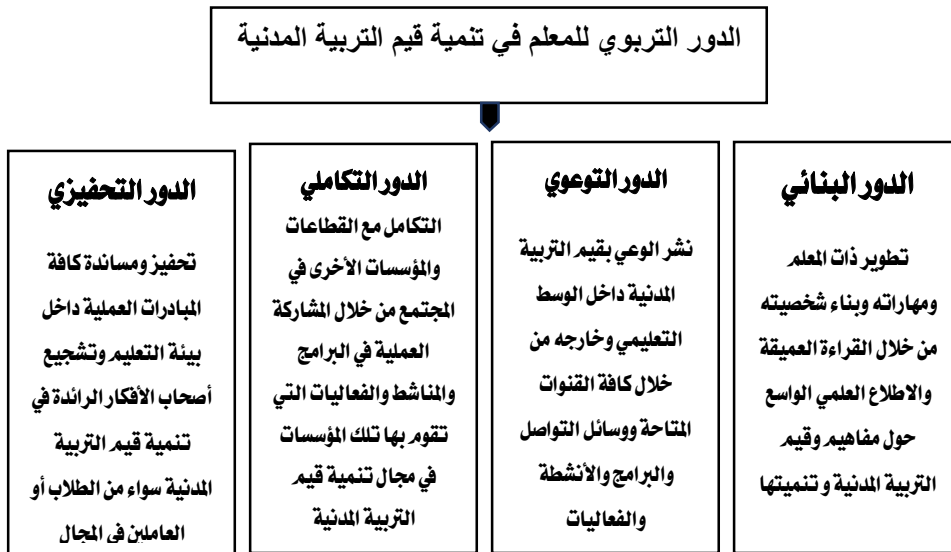 الدور التربوي للمعلم في تنمية قيم التربية المدنية
الدور البنائي
تطوير ذات المعلم
ومهاراته وبناء شخصيته
من خلال القراءة العميقة
والاطلاع العلمي الواسع
حول مفاهيم وقيم
التربية المدنية و تنميتها
الدور التوعوي
نشر الوعي بقيم التربية
المدنية داخل الوسط
التعليمي وخارجه من
خلال كافة القنوات
المتاحة ووسائل التواصل
والبرامج والأنشطة
والفعاليات
الدور التكاملي
التكامل مع القطاعات
والمؤسسات الأخرى في
المجتمع من خلال المشاركة
العملية في البرامج
والمناشط والفعاليات التي
تقوم بها تلك المؤسسات
في مجال تنمية قيم
التربية المدنية
الدور التحفيزي
تحفيز ومساندة كافة
المبادرات العملية داخل
بيئة التعليم وتشجيع
أصحاب الأفكار الرائدة في
تنمية قيم التربية
المدنية سواء من الطلاب أو
العاملين في المجال